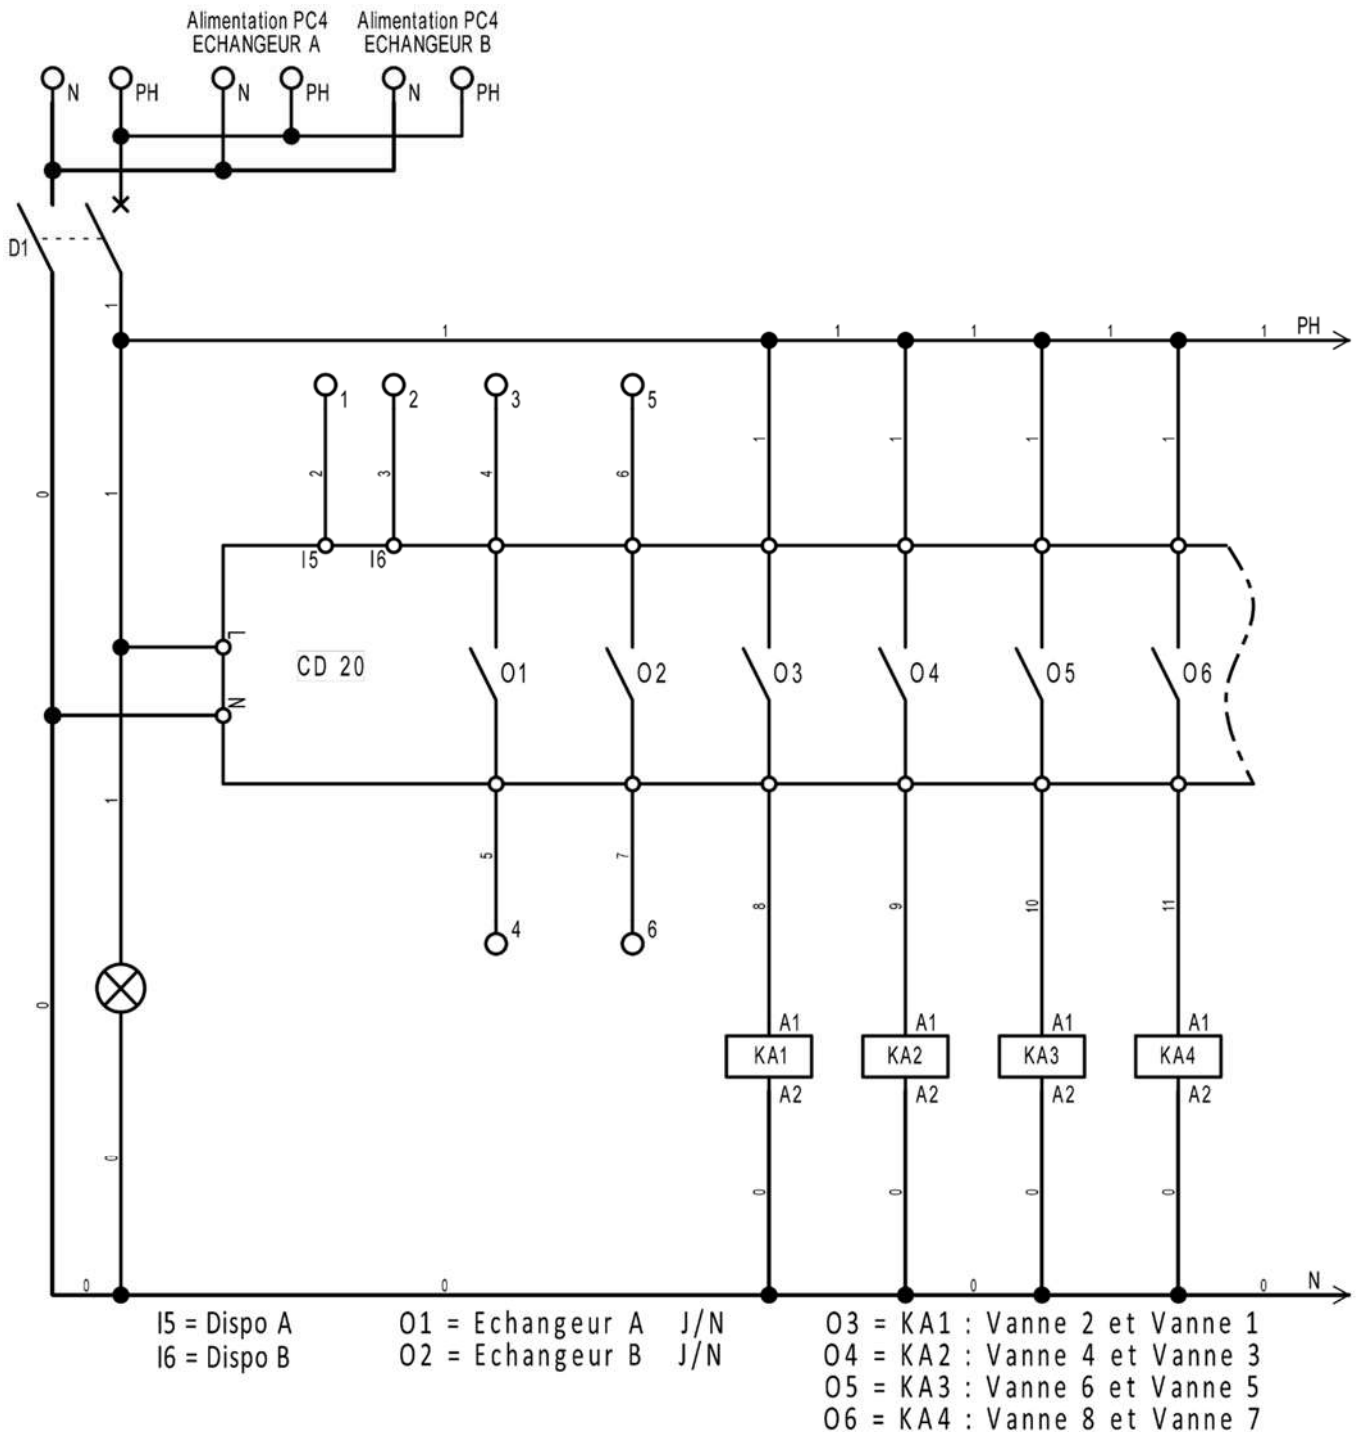 Alimentation PC4 Alimentation PC4
ECHANGEUR A ECHANGEUR B
N PH N PH N PH
D1
1
1 1 1 1 1 PH
1 2 3 5
0 1 2 3 4 6 1 1 1 1
I5 I6
L
CD 20 O1 O2 O3 O4 O5 O6
N
1
5 7 8 9 10 11
4 6
0
A1 A1 A1 A1
KA1 KA2 KA3 KA4
A2 A2 A2 A2
0 0 0 0 0
0 0 0 0 N
I5 = Dispo A O1 = Echangeur A J/N O3 = KA1 : Vanne 2 et Vanne 1
I6 = Dispo B O2 = Echangeur B J/N O4 = KA2 : Vanne 4 et Vanne 3
O5 = KA3 : Vanne 6 et Vanne 5
O6 = KA4 : Vanne 8 et Vanne 7